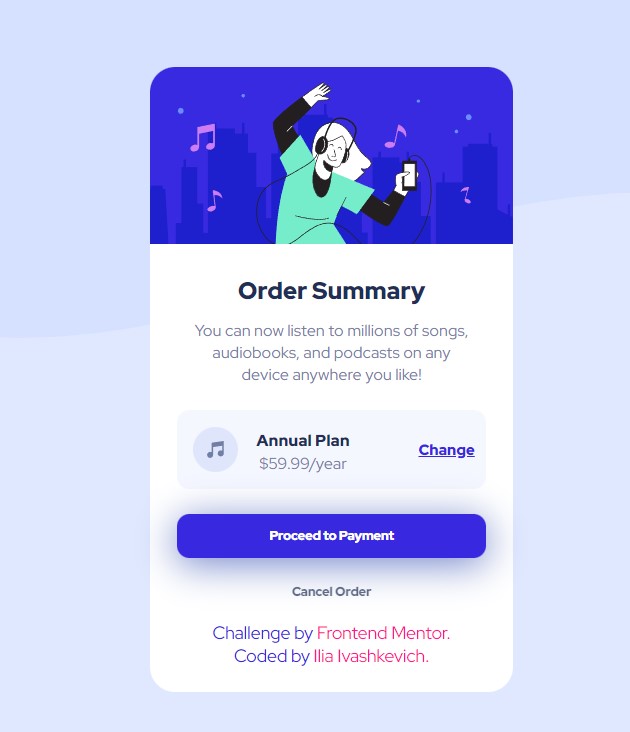 Order Summary
You can now listen to millions of songs,
audiobooks, and podcasts on any
device anywhere you like!
Annual Plan
$59.99/year
Change
Proceed to Payment
Cancel Order
Challenge by Frontend Mentor.
Coded by Ilia Ivashkevich.